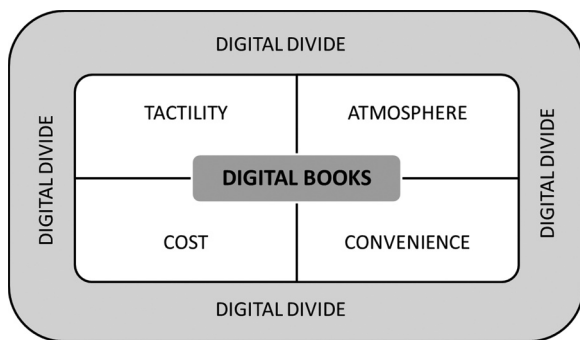 DIGITAL DIVIDE
DIGITAL DIVIDE
TACTILITY
ATMOSPHERE
DIGITAL BOOKS
COST
CONVENIENCE
DIGITAL DIVIDE
DIGITAL DIVIDE